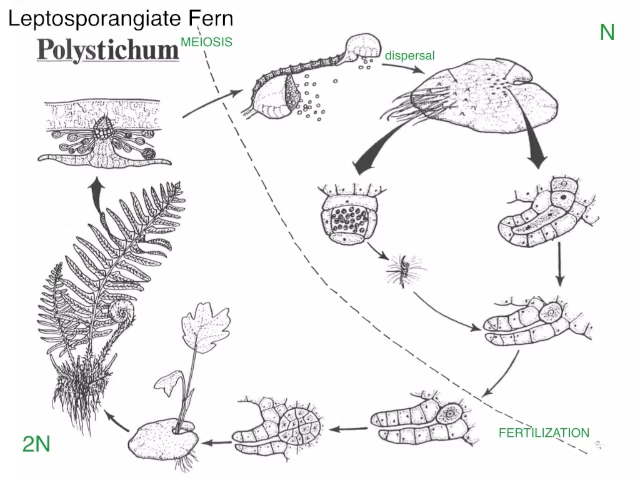 Leptosporangiate Fern
Polystichum
MEIOSIS
N
dispersal
FERTILIZATION
2N